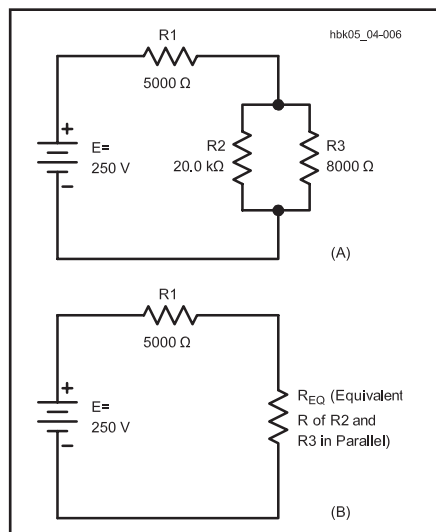 hbk05_04-006
R1
5000 Ω
+
E=
250 V
–
R2
20.0 kΩ
R3
8000 Ω
(A)
R1
5000 Ω
+
E=
250 V
–
REQ (Equivalent
R of R2 and
R3 in Parallel)
(B)